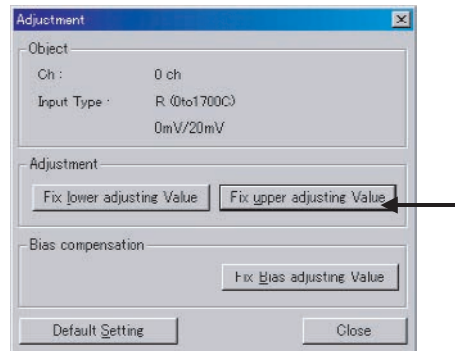 Adjustment
Object
Ch : 0 ch
Input Type : R (0to1700C)
0mV/20mV
Adjustment
Fix lower adjusting Value Fix upper adjusting Value
Bias compensation
Fix Bias adjusting Value
Default Setting Close